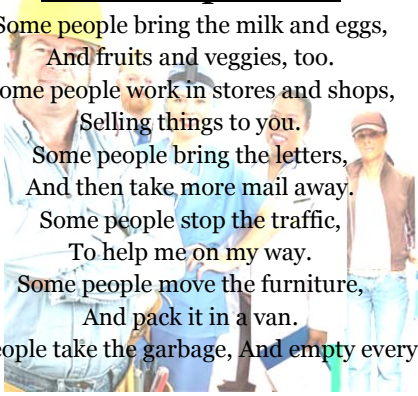 Some people bring the milk and eggs,
And fruits and veggies, too.
ome people work in stores and shops,
Selling things to you.
Some people bring the letters,
And then take more mail away.
Some people stop the traffic,
To help me on my way.
Some people move the furniture,
And pack it in a van.
eople take the garbage, And empty every